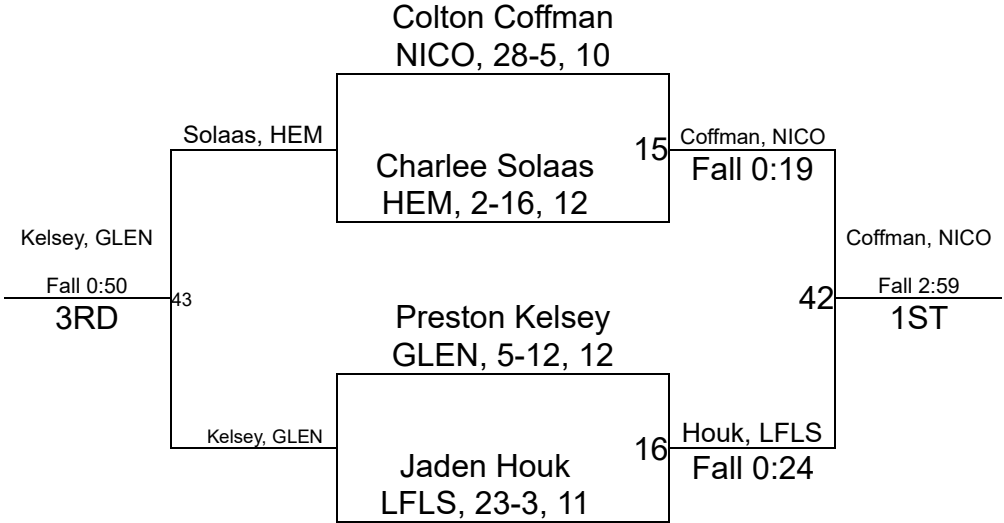 Colton Coffman
NICO, 28-5, 10
Solaas, HEM
Charlee Solaas
HEM, 2-16, 12
15
Coffman, NICO
Fall 0:19
Kelsey, GLEN
Fall 0:50
3RD
43
Coffman, NICO
42
Fall 2:59
1ST
Preston Kelsey
GLEN, 5-12, 12
Kelsey, GLEN
Jaden Houk
LFLS, 23-3, 11
16
Houk, LFLS
Fall 0:24